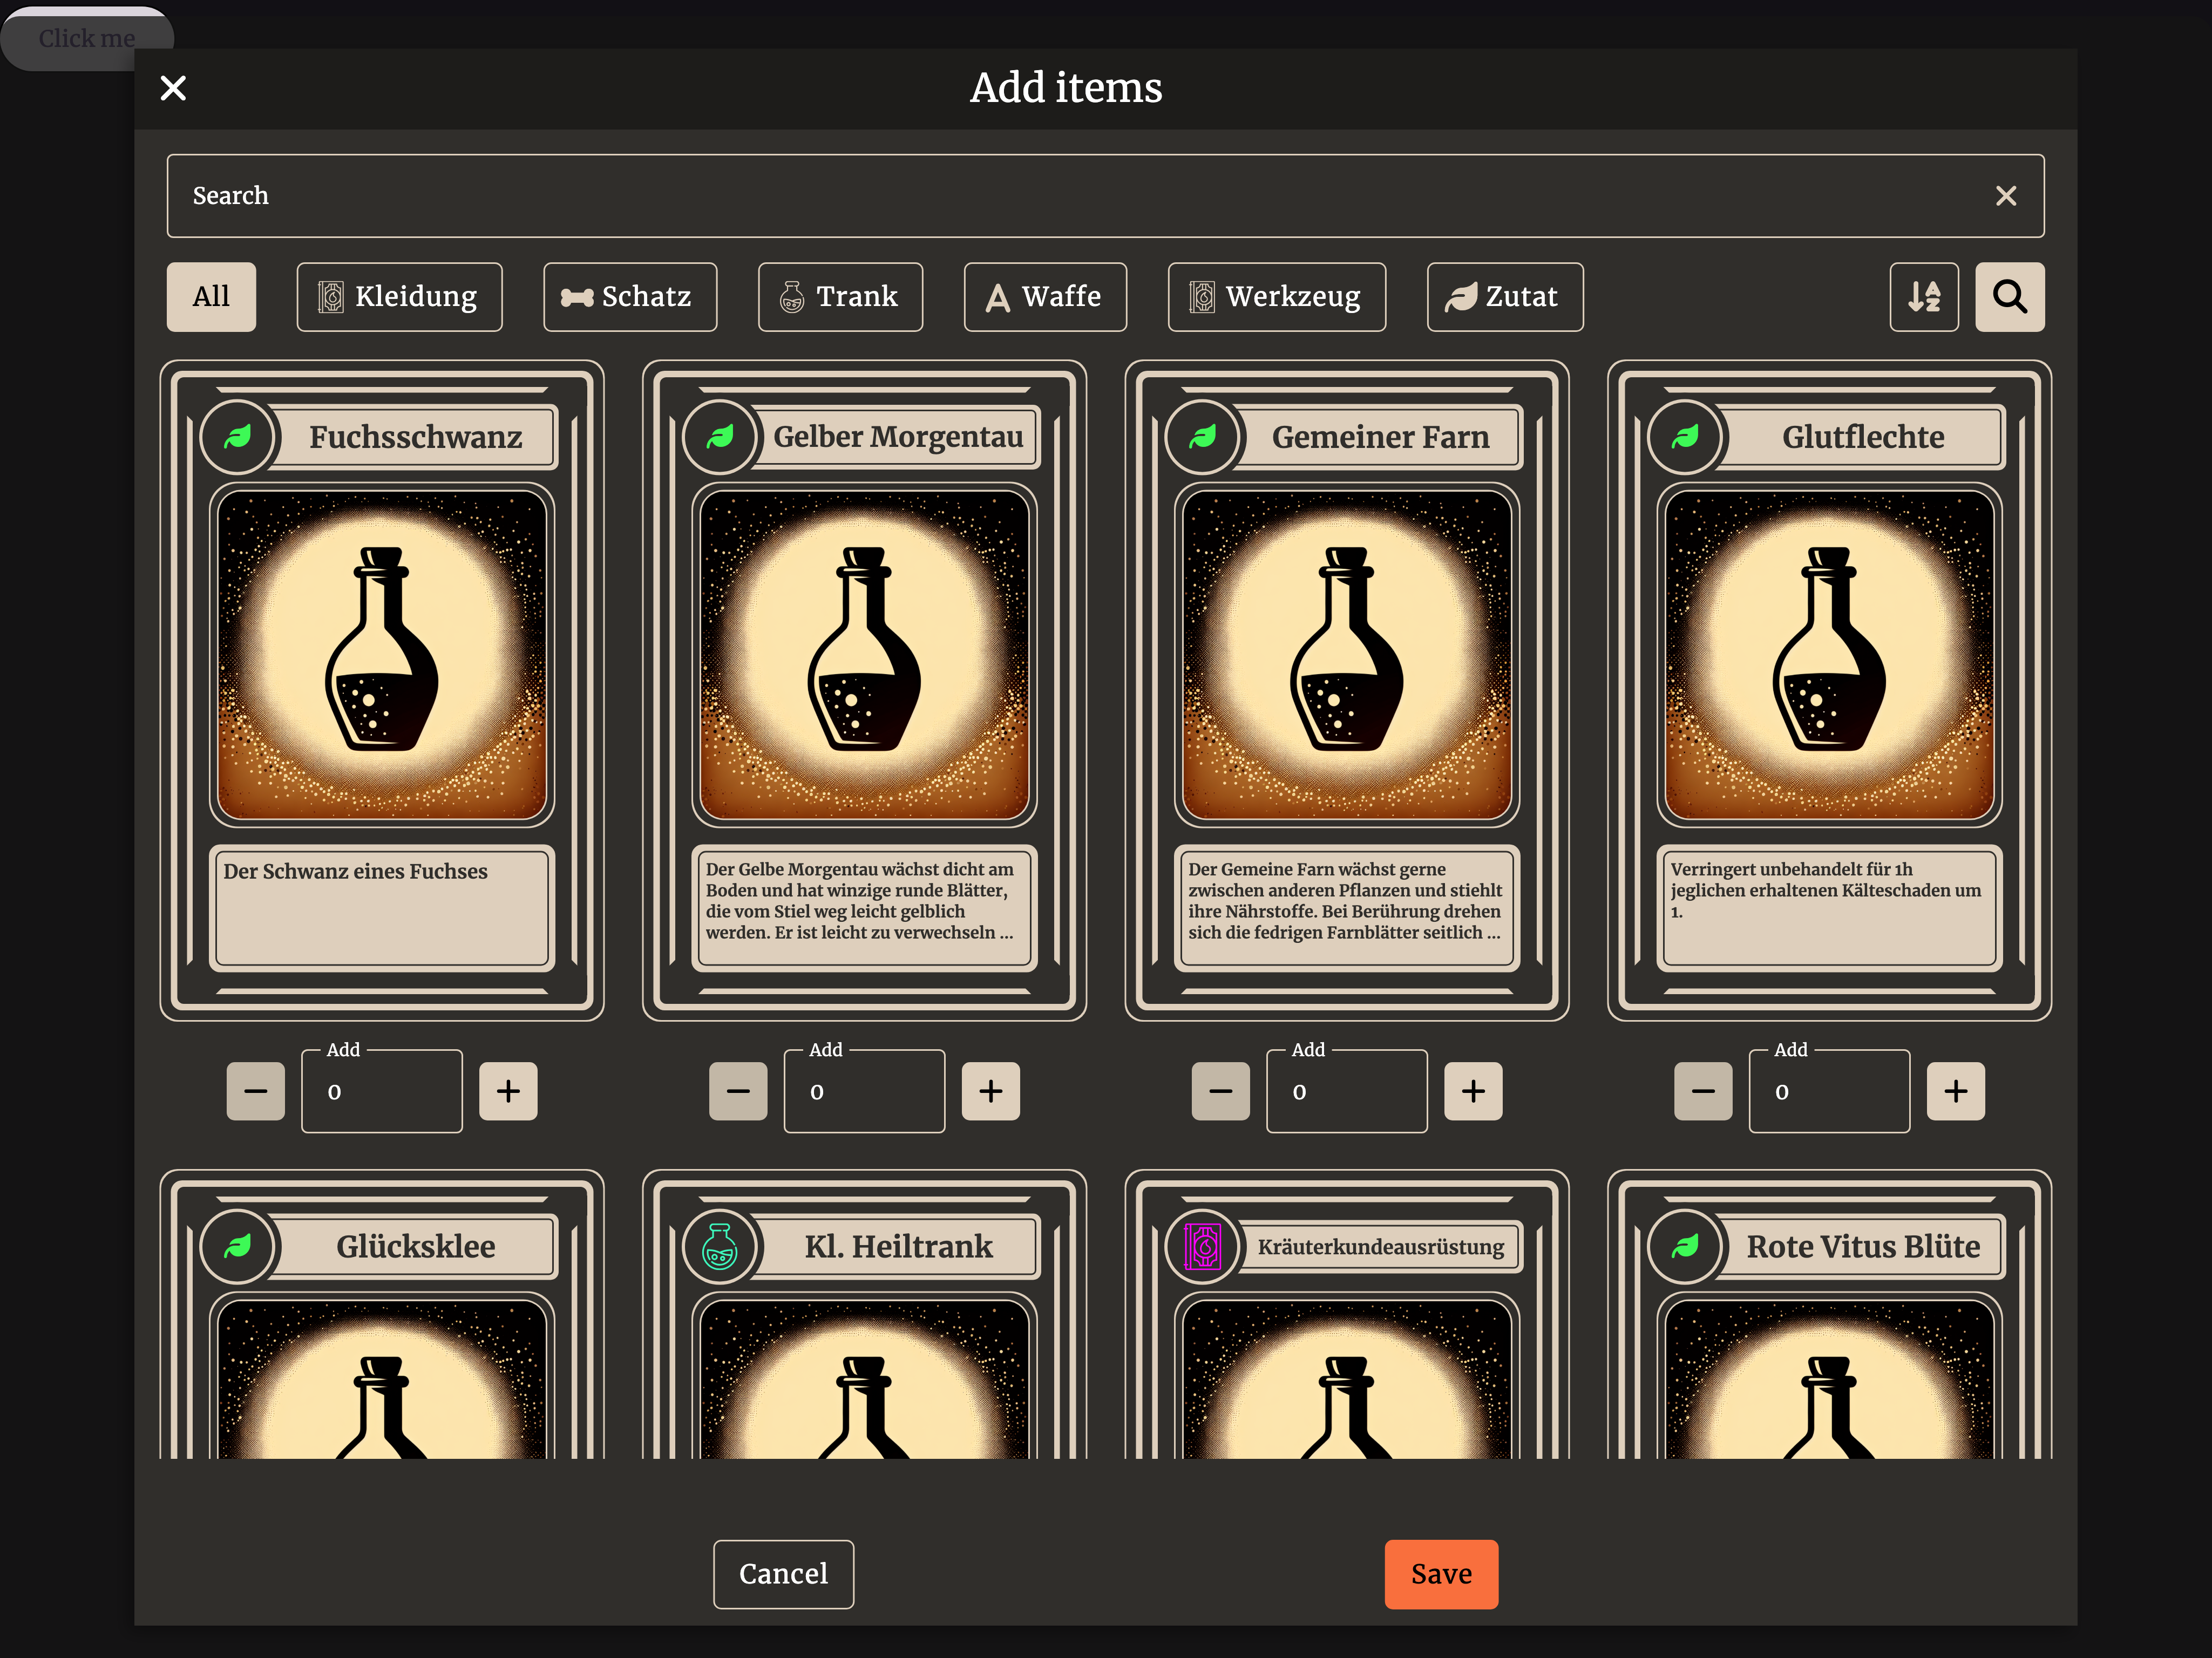 Click me
Add items
Search
All
Kleidung
Schatz
Trank
Waffe
Werkzeug
Zutat
Fuchsschwanz
Gelber Morgentau
Gemeiner Farn
Glutflechte
Der Schwanz eines Fuchses
Der Gelbe Morgentau wächst dicht am
Boden und hat winzige runde Blätter,
die vom Stiel weg leicht gelblich
werden. Er ist leicht zu verwechseln ...
Der Gemeine Farn wächst gerne
zwischen anderen Pflanzen und stiehlt
ihre Nährstoffe. Bei Berührung drehen
sich die fedrigen Farnblätter seitlich ...
Verringert unbehandelt für 1h
jeglichen erhaltenen Kälteschaden um
1.
Add
0
Add
0
Add
0
Add
0
Glücksklee
Kl. Heiltrank
Kräuterkundeausrüstung
Rote Vitus Blüte
Cancel
Save